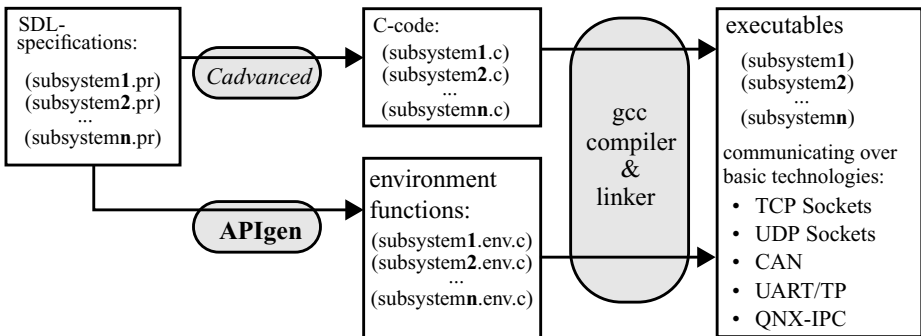 SDL-
specifications:
(subsystem1.pr)
(subsystem2.pr)
...
(subsystemn.pr)
Cadvanced
C-code:
(subsystem1.c)
(subsystem2.c)
...
(subsystemn.c)
APIgen
environment
functions:
(subsystem1.env.c)
(subsystem2.env.c)
...
(subsystemn.env.c)
gcc
compiler
&
linker
executables
(subsystem1)
(subsystem2)
...
(subsystemn)
communicating over
basic technologies:
• TCP Sockets
• UDP Sockets
• CAN
• UART/TP
• QNX-IPC